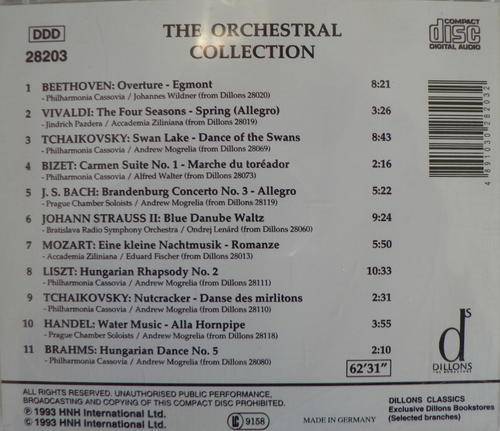 DDD
28203
THE ORCHESTRAL
COLLECTION
COMPACT
disc
DIGITAL AUDIO
1 BEETHOVEN: Overture - Egmont 8:21
- Philharmonia Cassovia / Johannes Wildner (from Dillons 28020)
2 VIVALDI: The Four Seasons - Spring (Allegro) 3:26
- Jindrich Pazdera / Accademia Ziliniana (from Dillons 28019)
3 TCHAIKOVSKY: Swan Lake - Dance of the Swans 8:43
- Philharmonia Cassovia / Andrew Mogrelia (from Dillons 28069)
4 BIZET: Carmen Suite No. 1 - Marche du toréador 2:16
- Philharmonia Cassovia / Alfred Walter (from Dillons 28073)
5 J. S. BACH: Brandenburg Concerto No. 3 - Allegro 5:22
- Prague Chamber Soloists / Andrew Mogrelia (from Dillons 28119)
6 JOHANN STRAUSS II: Blue Danube Waltz 9:24
- Bratislava Radio Symphony Orchestra / Ondrej Lenárd (from Dillons 28060)
7 MOZART: Eine kleine Nachtmusik - Romanze 5:50
- Accademia Ziliniana / Eduard Fischer (from Dillons 28013)
8 LISZT: Hungarian Rhapsody No. 2 10:33
- Philharmonia Cassovia / Andrew Mogrelia (from Dillons 28111)
9 TCHAIKOVSKY: Nutcracker - Danse des mirlitons 2:31
- Philharmonia Cassovia / Andrew Mogrelia (from Dillons 28110)
10 HANDEL: Water Music - Alla Hornpipe 3:55
- Prague Chamber Soloists / Andrew Mogrelia (from Dillons 28118)
11 BRAHMS: Hungarian Dance No. 5 2:10
- Philharmonia Cassovia / Andrew Mogrelia (from Dillons 28080)
62'31"
4 891030 282032
ds
DILLONS
THE BOOKSTORE
ALL RIGHTS RESERVED. UNAUTHORISED PUBLIC PERFORMANCE,
BROADCASTING AND COPYING OF THIS COMPACT DISC PROHIBITED.
℗ 1993 HNH International Ltd.
© 1993 HNH International Ltd.
LC 9158
MADE IN GERMANY
DILLONS CLASSICS
Exclusive Dillons Bookstores
(Selected branches)